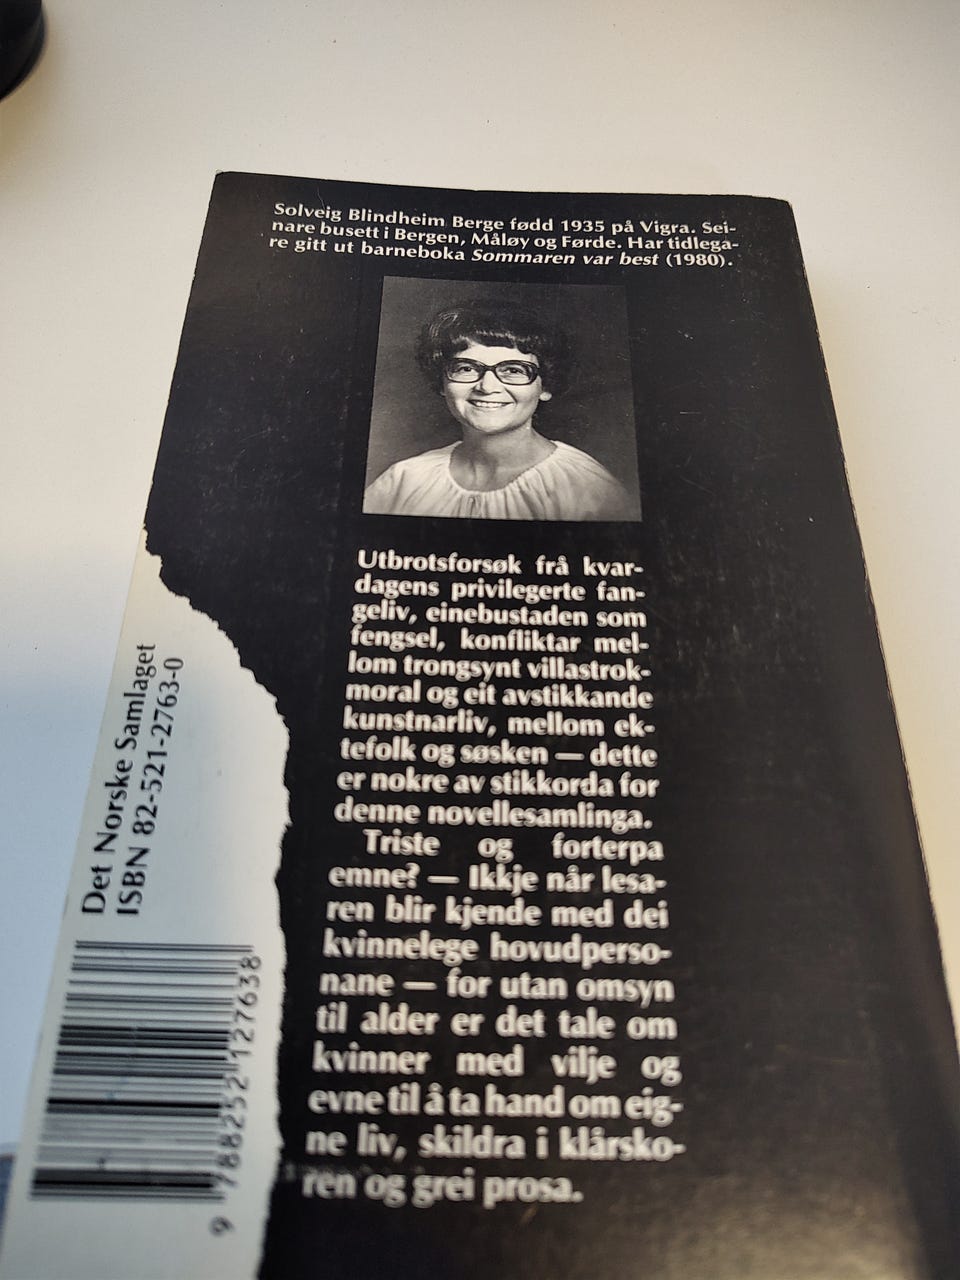 Solveig Blindheim Berge fødd 1935 på Vigra. Sei-
nare busett i Bergen, Måløy og Førde. Har tidlega-
re gitt ut barneboka Sommaren var best (1980).
Utbrotsforsøk frå kvar-
dagens privilegerte fan-
geliv, einebustaden som
fengsel, konfliktar mel-
lom trongsynt villastrok-
moral og eit avstikkande
kunstnarliv, mellom ek-
tefolk og søsken — dette
er nokre av stikkorda for
denne novellesamlinga.
Triste og forterpa
emne? — Ikkje når lesa-
ren blir kjende med dei
kvinnelege hovudperso-
nane — for utan omsyn
til alder er det tale om
kvinner med vilje og
evne til å ta hand om eig-
ne liv, skildra i klårsko-
ren og grei prosa.
Det Norske Samlaget
ISBN 82-521-2763-0
9 788252 127638